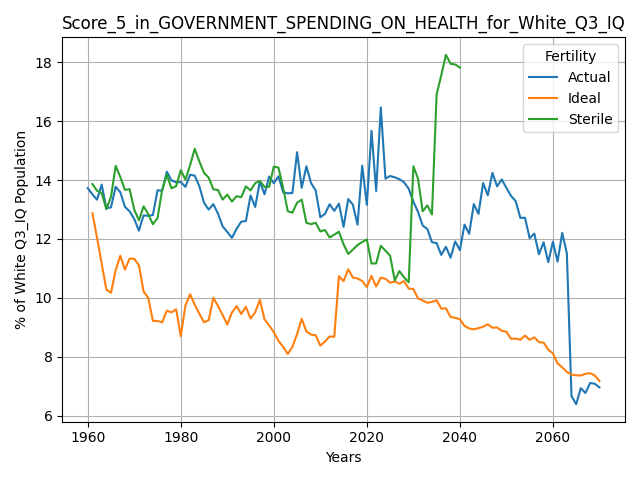 Score_5_in_GOVERNMENT_SPENDING_ON_HEALTH_for_White_Q3_IQ
Fertility
Actual
Ideal
Sterile
18
16
14
12
10
8
6
% of White Q3_IQ Population
1960
1980
2000
2020
2040
2060
Years